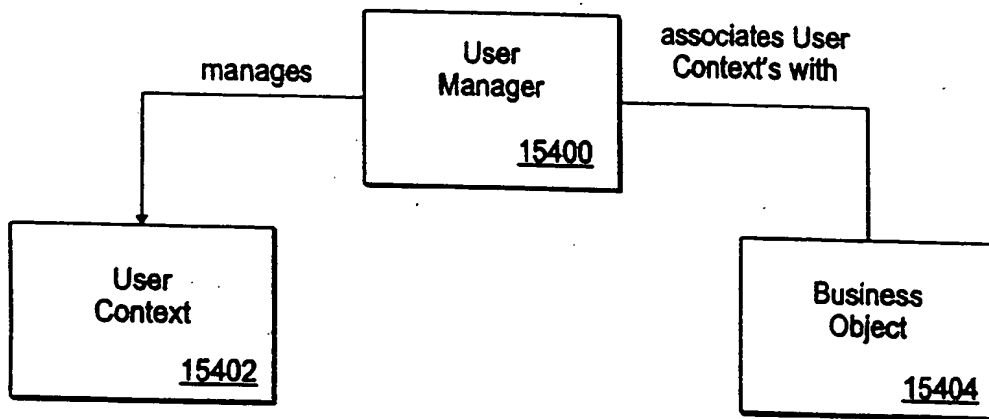 manages
User
Manager
15400
associates User
Context's with
User
Context
15402
Business
Object
15404